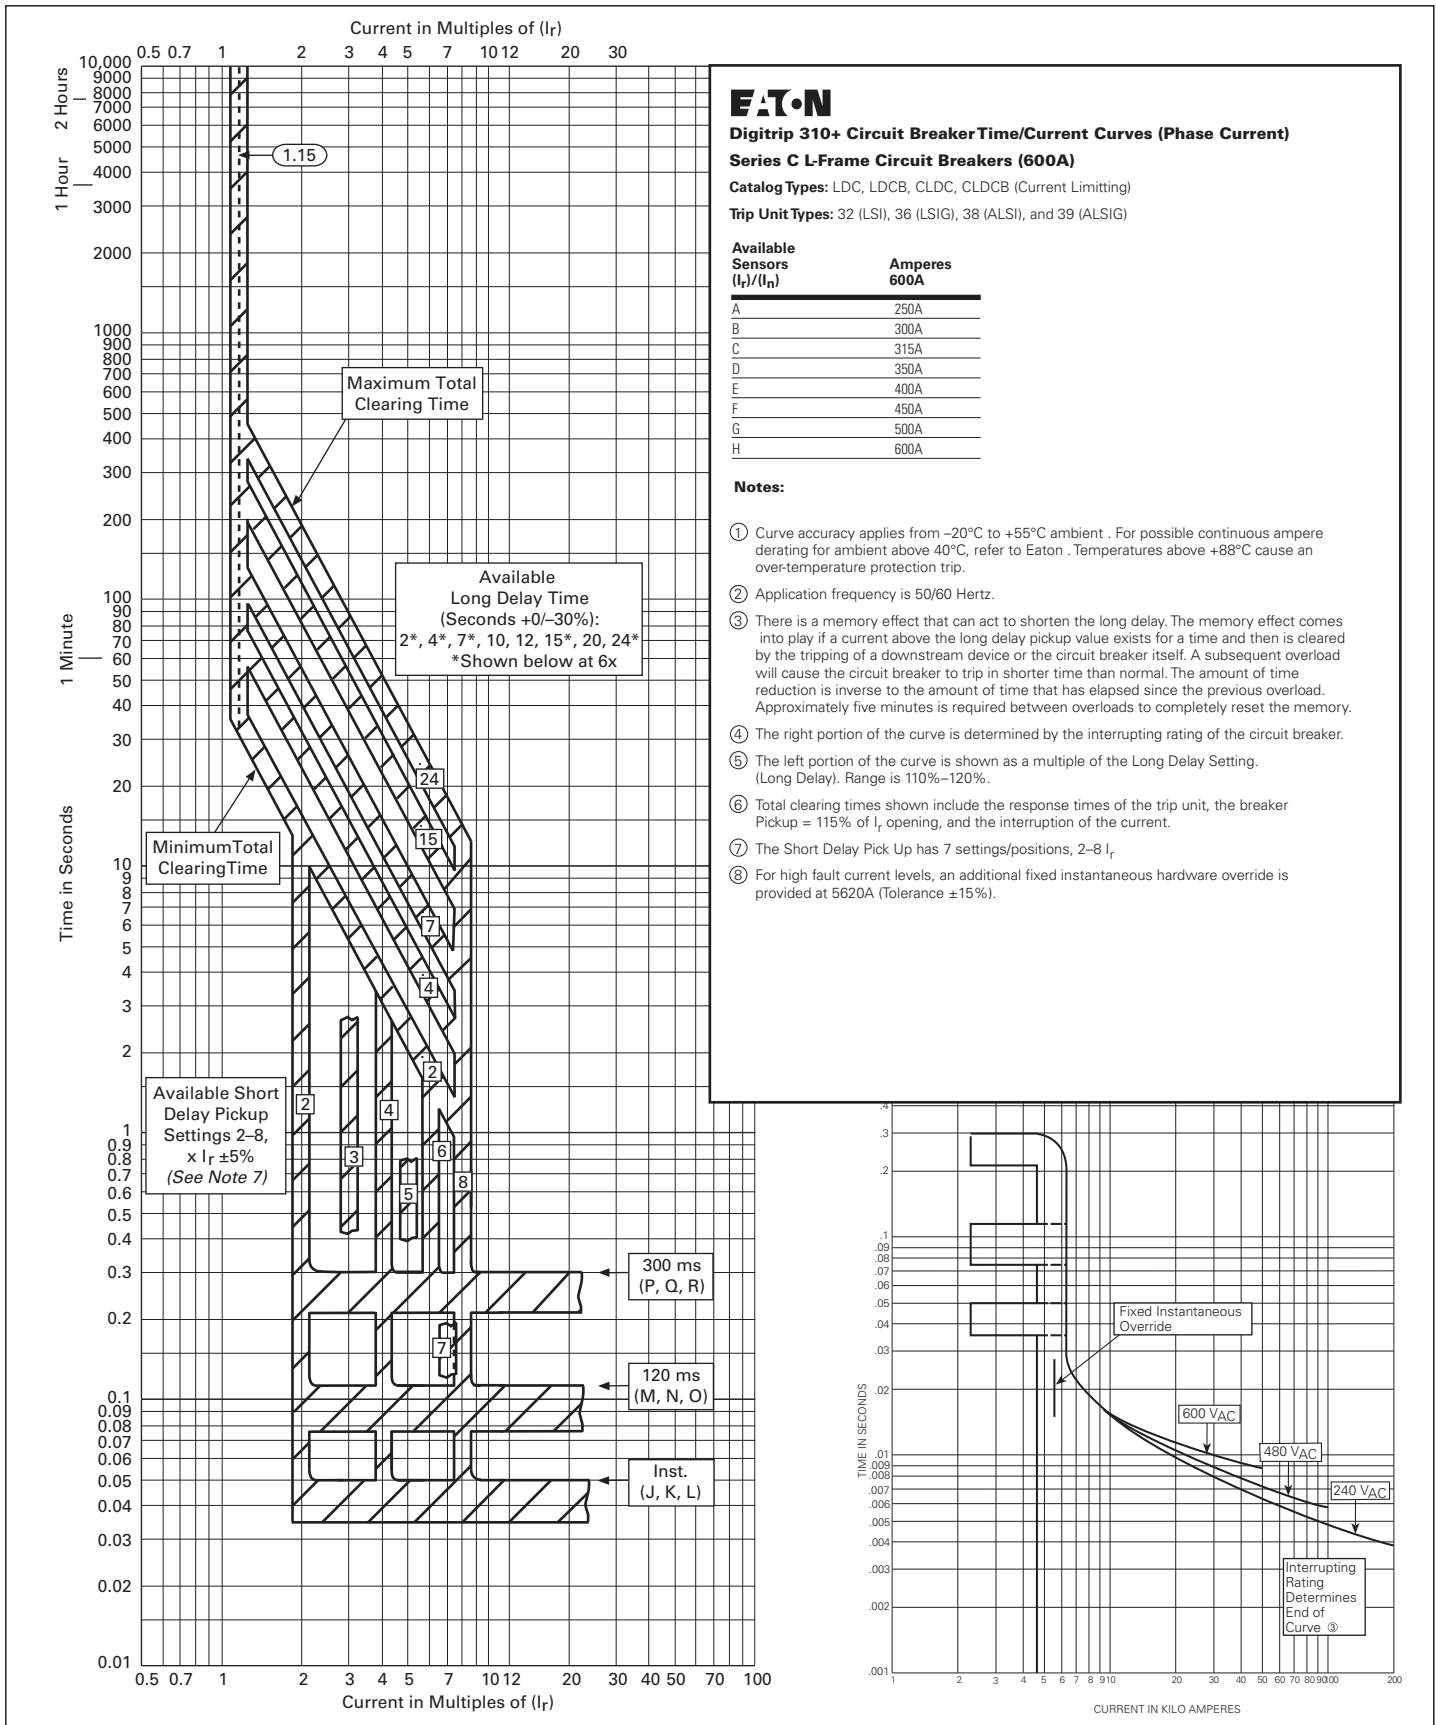 Current in Multiples of (Ir)
0.5 0.7 1 2 3 4 5 7 10 12 20 30
10,000
9000
8000
7000
6000
5000
4000
3000
2000
1000
900
800
700
600
500
400
300
200
100
90
80
70
60
50
40
30
20
10
9
8
7
6
5
4
3
2
1
0.9
0.8
0.7
0.6
0.5
0.4
0.3
0.2
0.1
0.09
0.08
0.07
0.06
0.05
0.04
0.03
0.02
0.01
2 Hours
1 Hour
1 Minute
Time in Seconds
0.5 0.7 1 2 3 4 5 7 10 12 20 30 40 50 70 100
Current in Multiples of (Ir)
1.15
Maximum Total
Clearing Time
Available
Long Delay Time
(Seconds +0/–30%):
2*, 4*, 7*, 10, 12, 15*, 20, 24*
*Shown below at 6x
24
15
7
4
2
MinimumTotal
ClearingTime
Available Short
Delay Pickup
Settings 2–8,
x Ir ±5%
(See Note 7)
2
3
4
5
6
8
7
300 ms
(P, Q, R)
120 ms
(M, N, O)
Inst.
(J, K, L)
EATON
Digitrip 310+ Circuit Breaker Time/Current Curves (Phase Current)
Series C L-Frame Circuit Breakers (600A)
Catalog Types: LDC, LDCB, CLDC, CLDCB (Current Limitting)
Trip Unit Types: 32 (LSI), 36 (LSIG), 38 (ALSI), and 39 (ALSIG)
Available
Sensors Amperes
(Ir)/(In) 600A
A 250A
B 300A
C 315A
D 350A
E 400A
F 450A
G 500A
H 600A
Notes:
① Curve accuracy applies from –20°C to +55°C ambient . For possible continuous ampere
derating for ambient above 40°C, refer to Eaton . Temperatures above +88°C cause an
over-temperature protection trip.
② Application frequency is 50/60 Hertz.
③ There is a memory effect that can act to shorten the long delay. The memory effect comes
into play if a current above the long delay pickup value exists for a time and then is cleared
by the tripping of a downstream device or the circuit breaker itself. A subsequent overload
will cause the circuit breaker to trip in shorter time than normal. The amount of time
reduction is inverse to the amount of time that has elapsed since the previous overload.
Approximately five minutes is required between overloads to completely reset the memory.
④ The right portion of the curve is determined by the interrupting rating of the circuit breaker.
⑤ The left portion of the curve is shown as a multiple of the Long Delay Setting.
(Long Delay). Range is 110%–120%.
⑥ Total clearing times shown include the response times of the trip unit, the breaker
Pickup = 115% of Ir opening, and the interruption of the current.
⑦ The Short Delay Pick Up has 7 settings/positions, 2–8 Ir
⑧ For high fault current levels, an additional fixed instantaneous hardware override is
provided at 5620A (Tolerance ±15%).
.4
.3
.2
.1
.09
.08
.07
.06
.05
.04
.03
.02
.01
.009
.008
.007
.006
.005
.004
.003
.002
.001
TIME IN SECONDS
Fixed Instantaneous
Override
600 VAC
480 VAC
240 VAC
Interrupting
Rating
Determines
End of
Curve ③
1 2 3 4 5 6 7 8 9 10 20 30 40 50 60 70 80 90 100 200
CURRENT IN KILO AMPERES